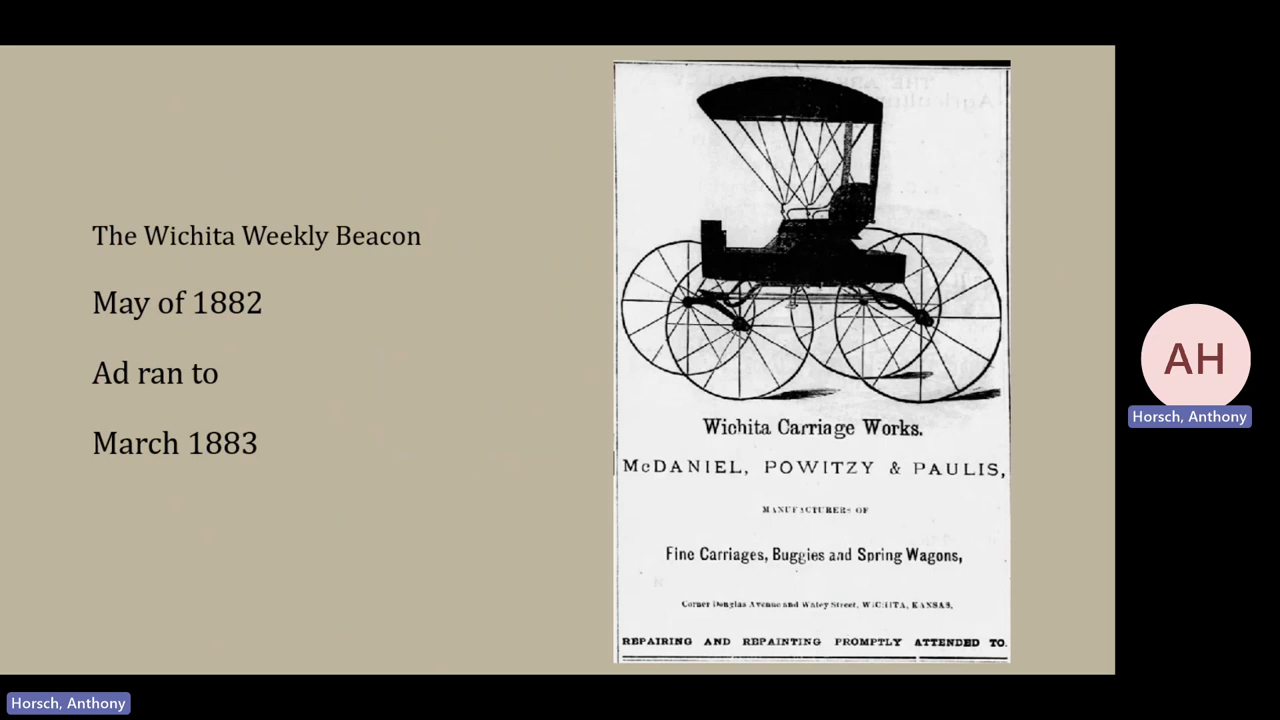 The Wichita Weekly Beacon
May of 1882
Ad ran to
March 1883
Wichita Carriage Works.
McDANIEL, POWITZY & PAULIS,
MANUFACTURERS OF
Fine Carriages, Buggies and Spring Wagons,
Corner Douglas Avenue and Water Street, WICHITA, KANSAS,
REPAIRING AND REPAINTING PROMPTLY ATTENDED TO.
AH
Horsch, Anthony
Horsch, Anthony